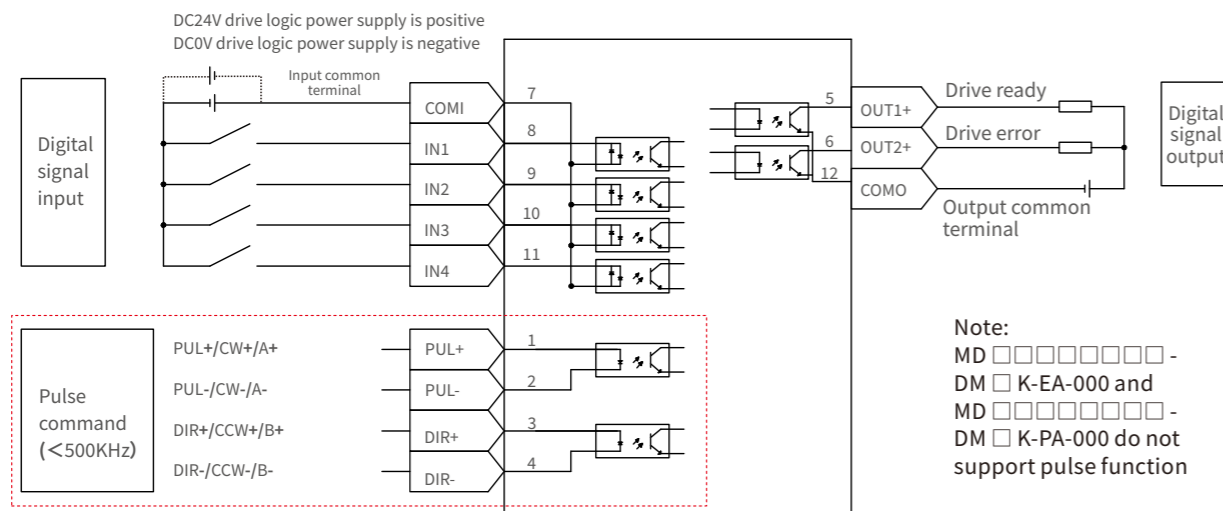 DC24V drive logic power supply is positive
DC0V drive logic power supply is negative
Digital
signal
input
Input common
terminal
COMI
7
IN1
8
IN2
9
IN3
10
IN4
11
5
OUT1+
Drive ready
6
OUT2+
Drive error
12
COMO
Output common
terminal
Digital
signal
output
Pulse
command
(<500KHz)
PUL+/CW+/A+
PUL+
1
PUL-/CW-/A-
PUL-
2
DIR+/CCW+/B+
DIR+
3
DIR-/CCW-/B-
DIR-
4
Note:
MD □□□□□□□□ -
DM □ K-EA-000 and
MD □□□□□□□□ -
DM □ K-PA-000 do not
support pulse function